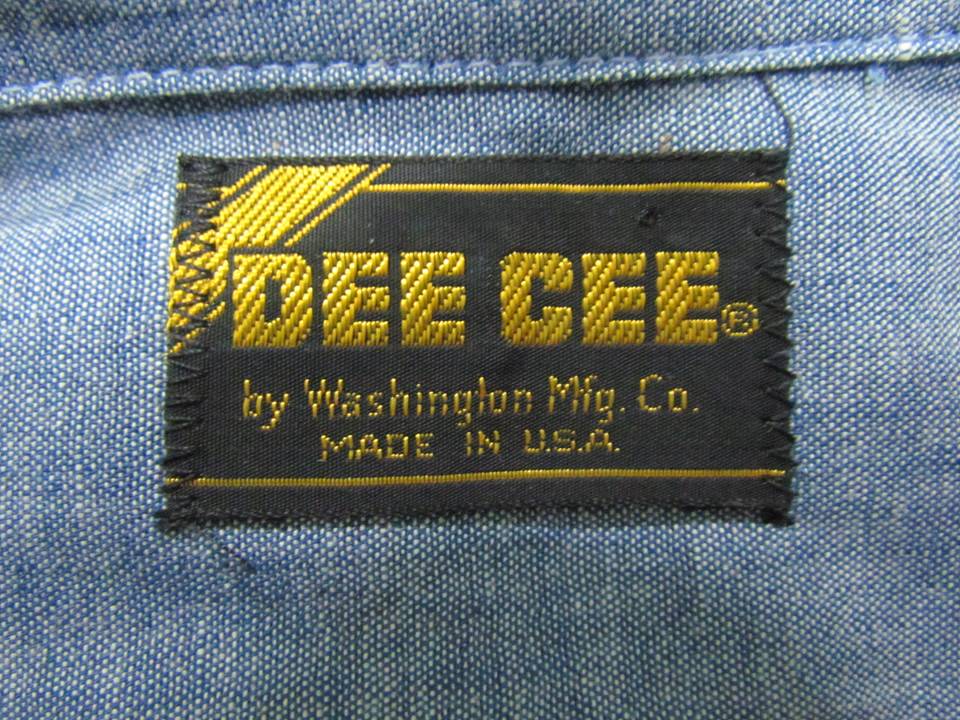 DEE CEE®
by Washington Mfg. Co.
MADE IN U.S.A.